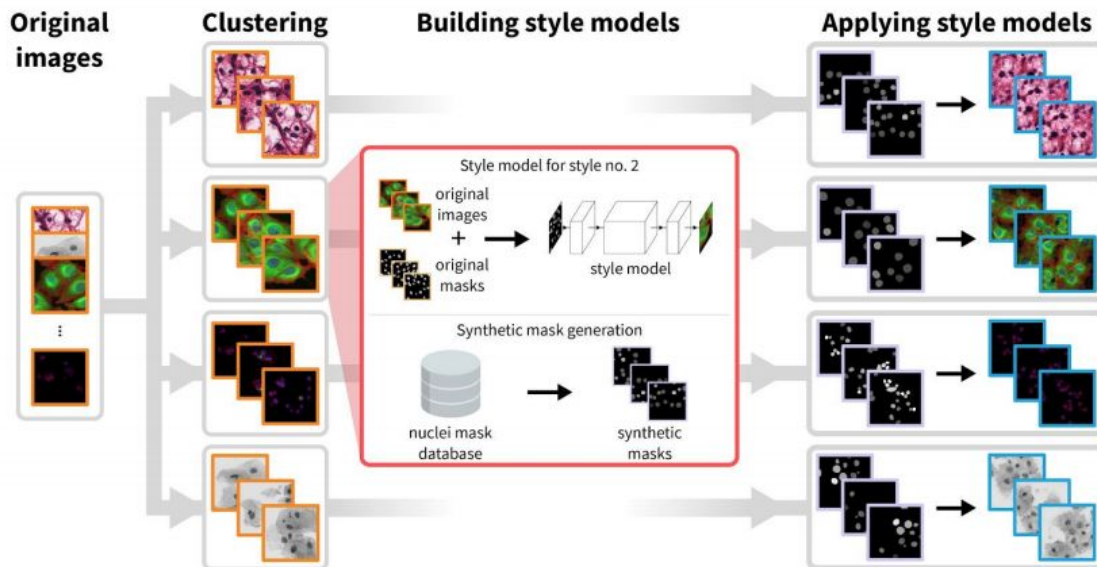 Original
images
Clustering
Building style models
Applying style models
Style model for style no. 2
original
images
+
original
masks
style model
Synthetic mask generation
nuclei mask
database
synthetic
masks
...